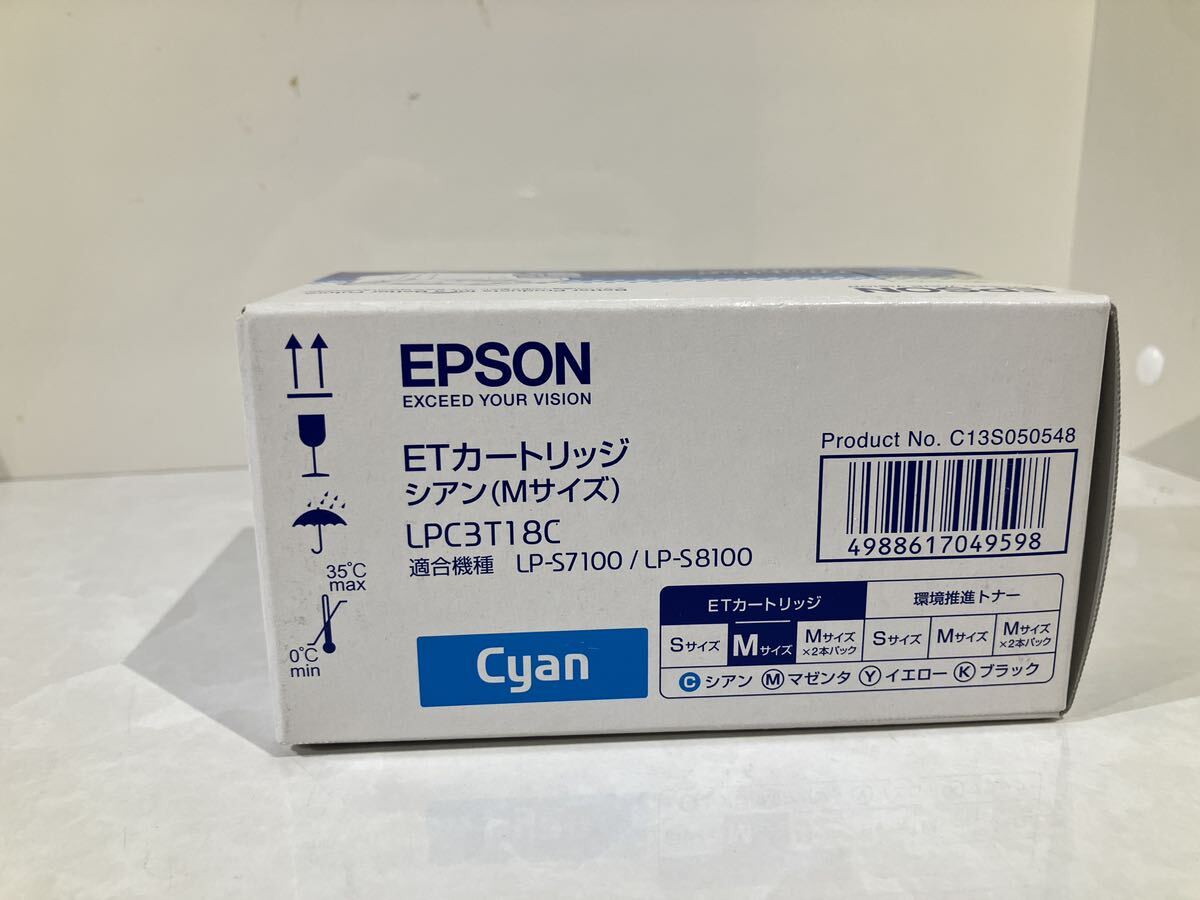 EPSON
EPSON
EXCEED YOUR VISION
ETカートリッジ
シアン(Mサイズ)
LPC3T18C
適合機種 LP-S7100 / LP-S8100
35°C
max
0°C
min
Cyan
Product No. C13S050548
4988617049598
ETカートリッジ 環境推進トナー
Sサイズ Mサイズ Mサイズ×2本パック Sサイズ Mサイズ Mサイズ×2本パック
Ⓒシアン Ⓜマゼンタ Ⓨイエロー Ⓚブラック